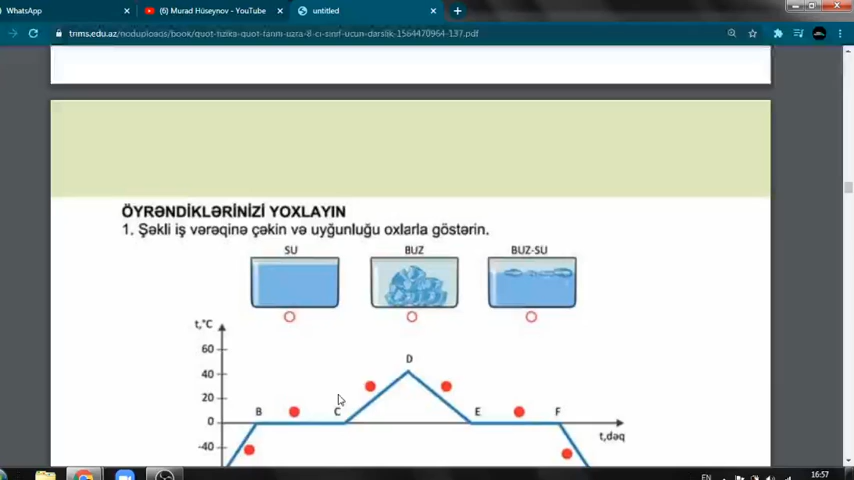 WhatsApp
(6) Murad Hüseynov - YouTube
untitled
trims.edu.az/noduploads/book/quot-fizika-quot-fanni-uzra-8-ci-sinif-ucun-darslik-1564470964-137.pdf
ÖYRƏNDİKLƏRİNİZİ YOXLAYIN
1. Şəkli iş vərəqinə çəkin və uyğunluğu oxlarla göstərin.
SU BUZ BUZ-SU
t,°C
60
40
20
0
-40
B C D E F
t,dəq
EN 16:57